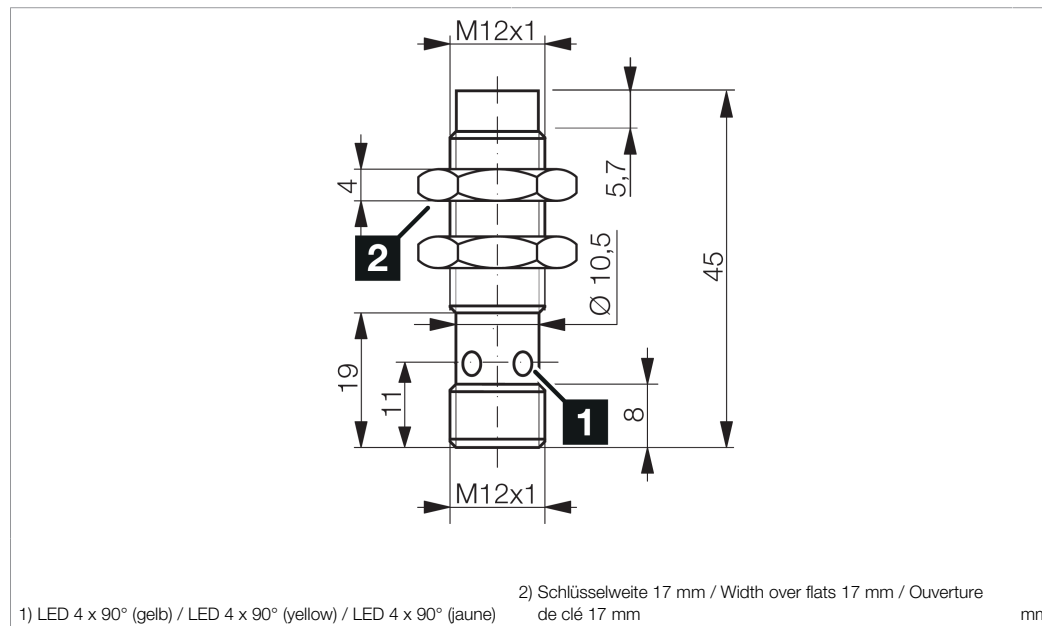 M12x1
4
5,7
2
Ø 10,5
45
19
11
1
8
M12x1
1) LED 4 x 90° (gelb) / LED 4 x 90° (yellow) / LED 4 x 90° (jaune)
2) Schlüsselweite 17 mm / Width over flats 17 mm / Ouverture
de clé 17 mm
mm